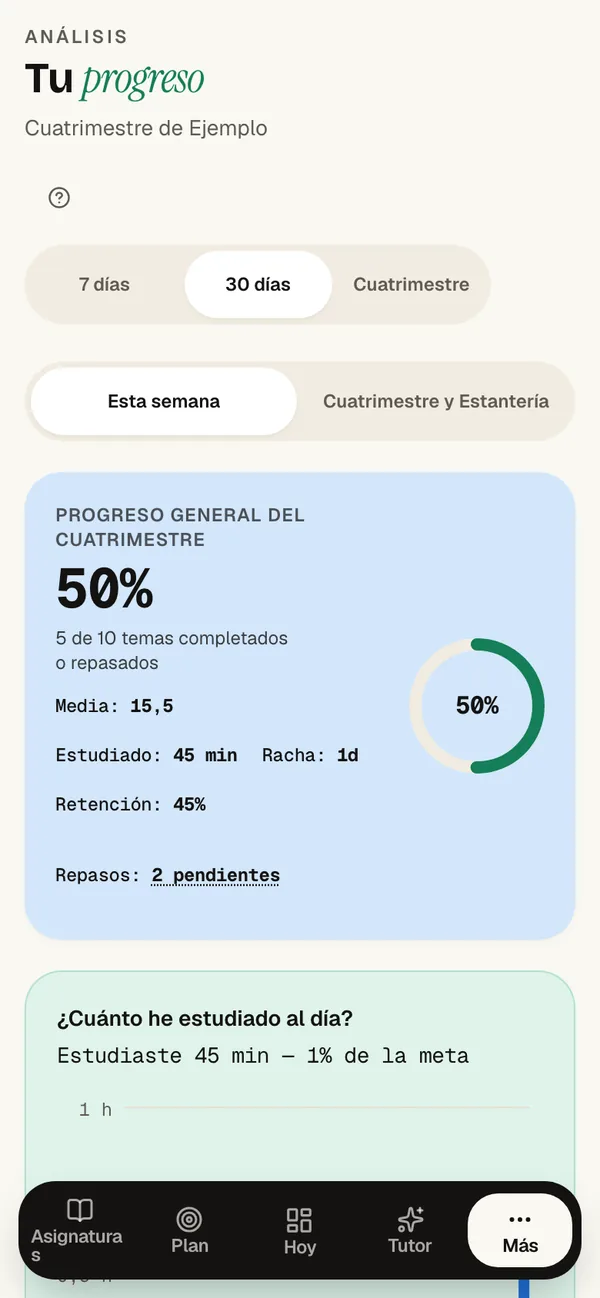 ANÁLISIS
Tu progreso
Cuatrimestre de Ejemplo
7 días 30 días Cuatrimestre
Esta semana Cuatrimestre y Estantería
PROGRESO GENERAL DEL
CUATRIMESTRE
50%
5 de 10 temas completados
o repasados
50%
Media: 15,5
Estudiado: 45 min Racha: 1d
Retención: 45%
Repasos: 2 pendientes
¿Cuánto he estudiado al día?
Estudiaste 45 min — 1% de la meta
1 h
Asignatura
s
Plan
Hoy
Tutor
Más